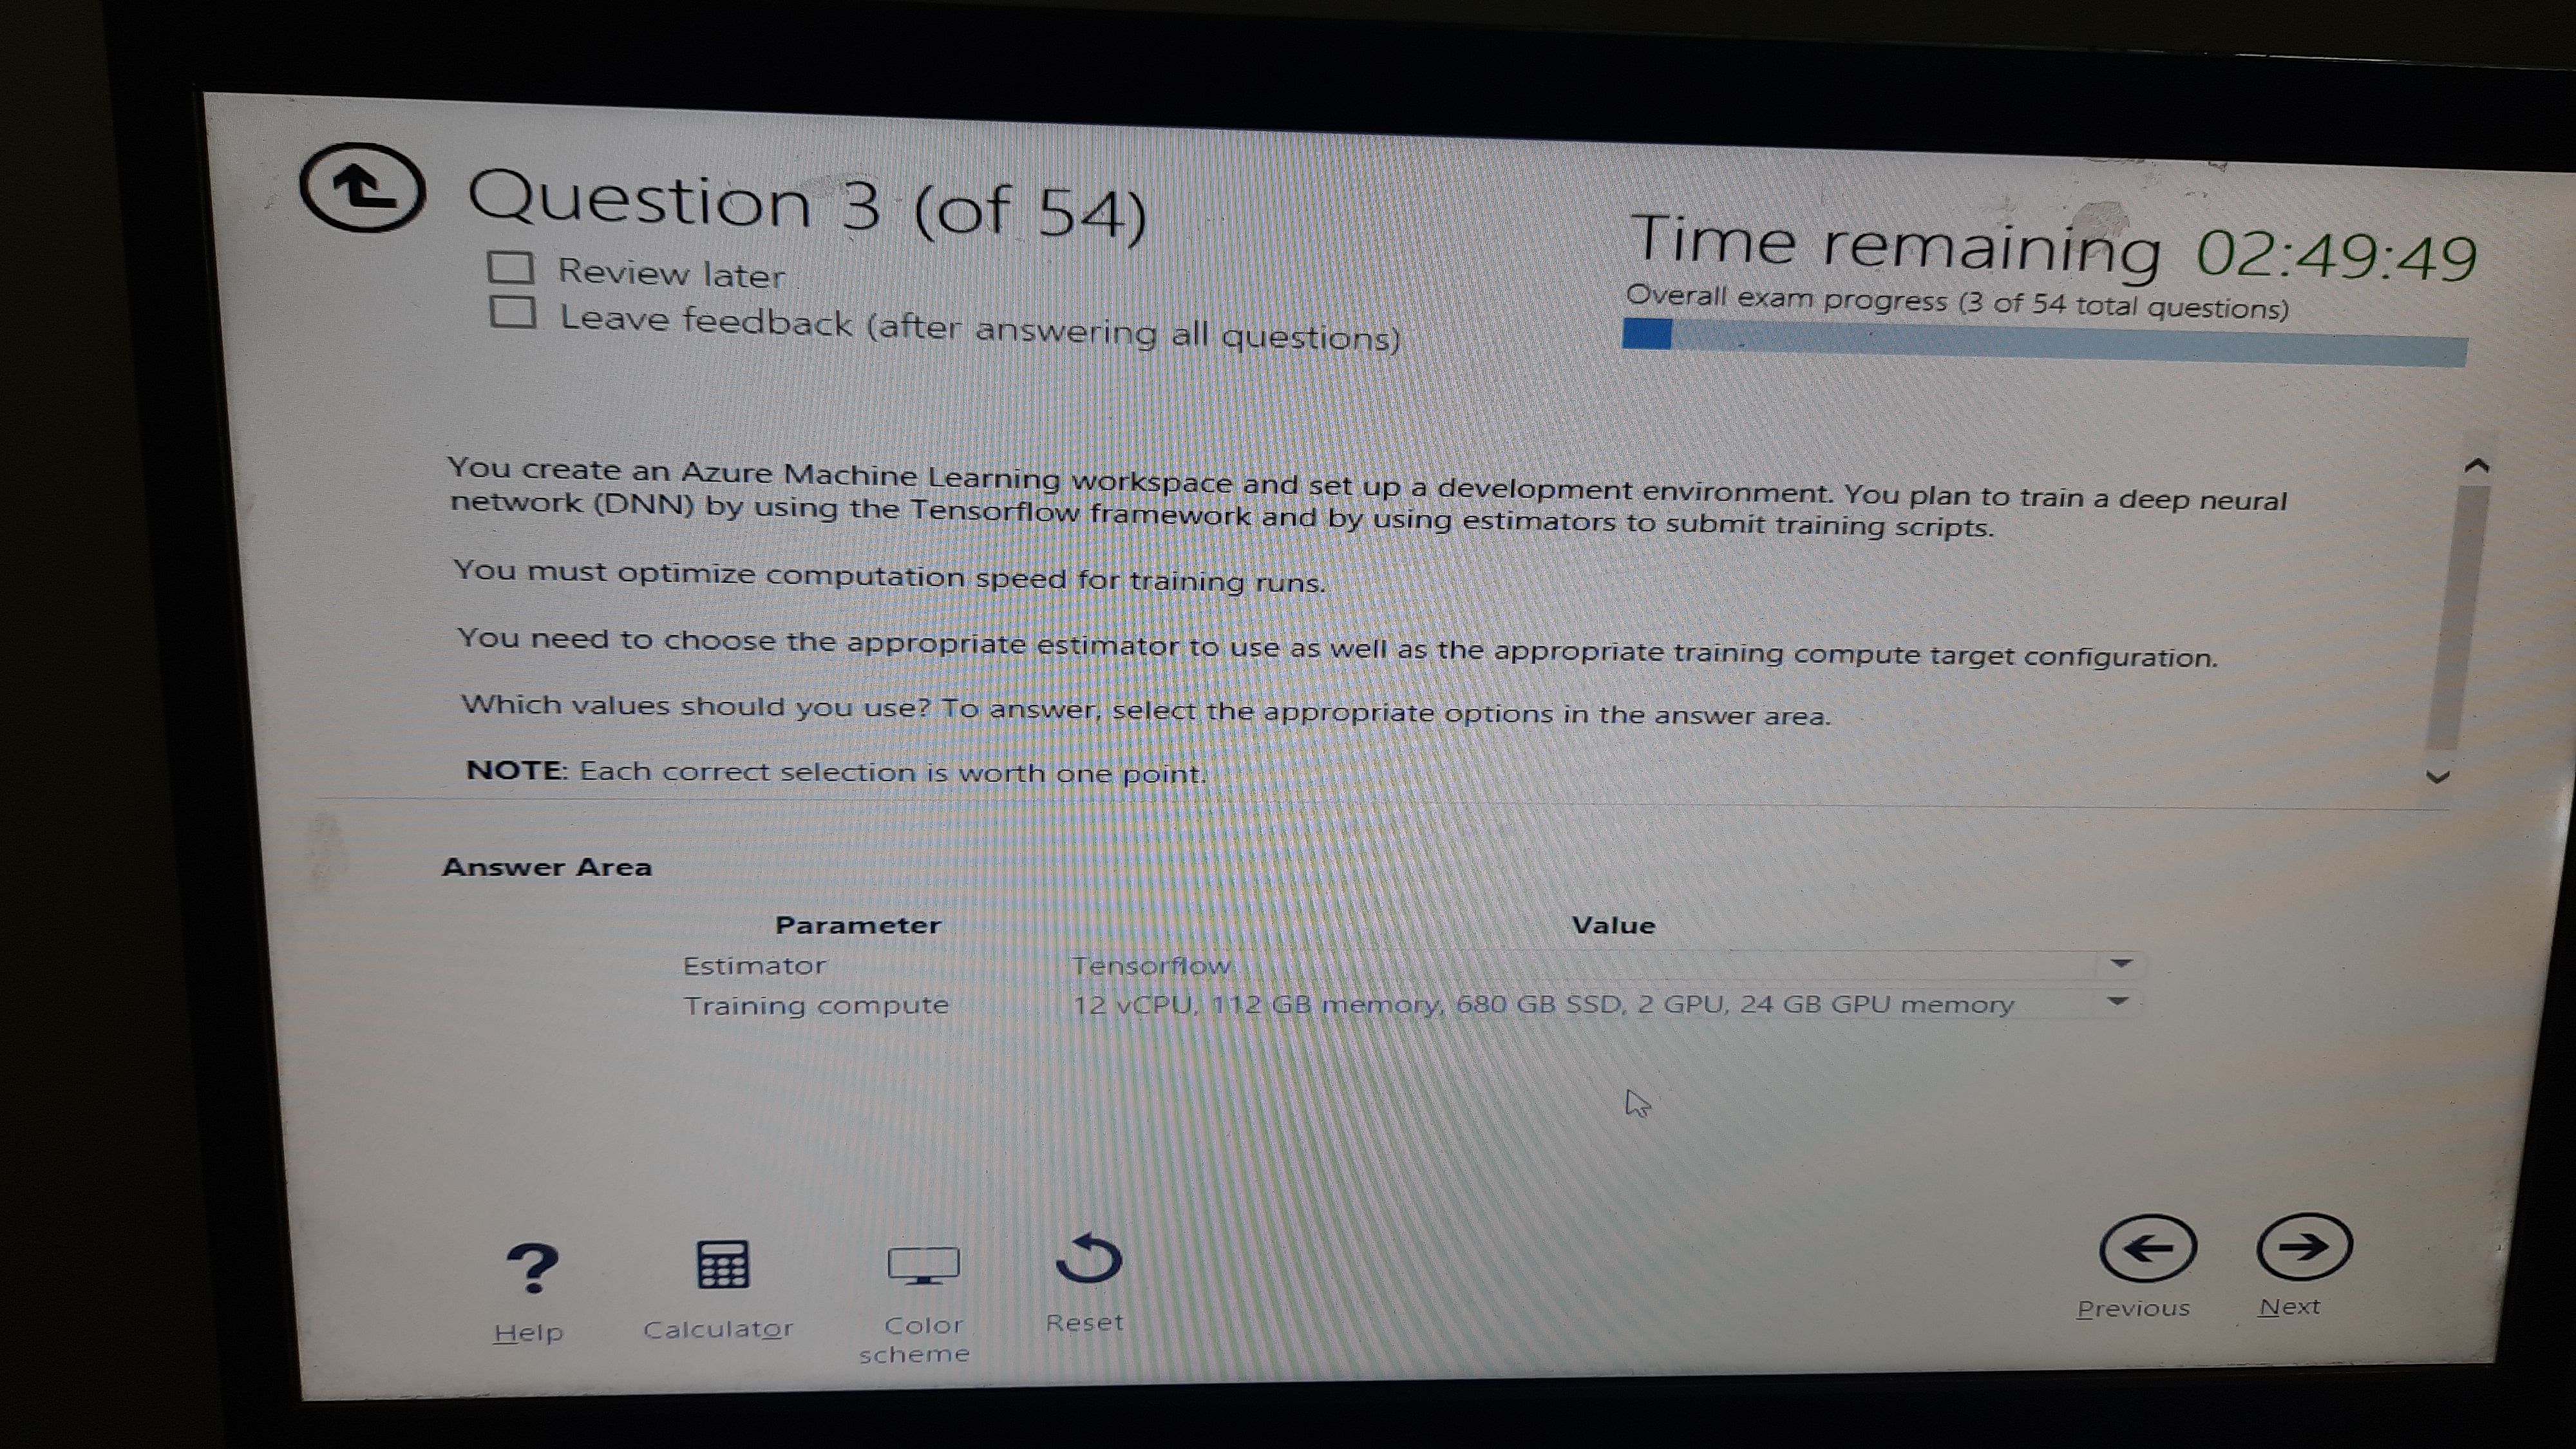 Question 3 (of 54)
Time remaining 02:49:49
Review later
Leave feedback (after answering all questions)
Overall exam progress (3 of 54 total questions)
You create an Azure Machine Learning workspace and set up a development environment. You plan to train a deep neural
network (DNN) by using the Tensorflow framework and by using estimators to submit training scripts.
You must optimize computation speed for training runs.
You need to choose the appropriate estimator to use as well as the appropriate training compute target configuration.
Which values should you use? To answer, select the appropriate options in the answer area.
NOTE: Each correct selection is worth one point.
Answer Area
Parameter Value
Estimator Tensorflow
Training compute 12 vCPU, 112 GB memory, 680 GB SSD, 2 GPU, 24 GB GPU memory
?
Help
Calculator
Color
scheme
Reset
Previous
Next